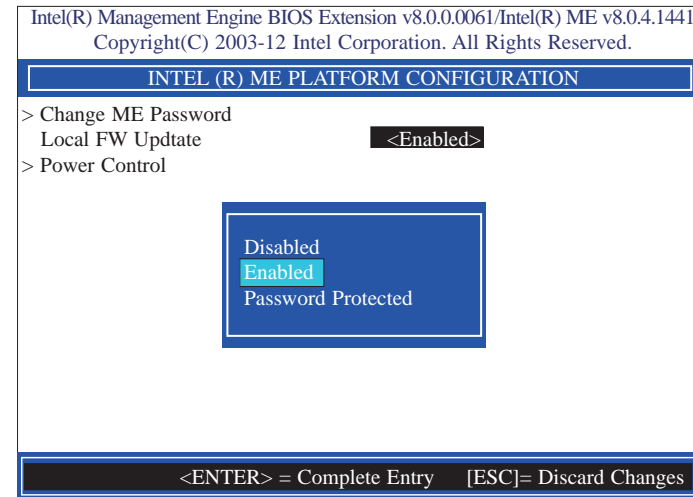 Intel(R) Management Engine BIOS Extension v8.0.0.0061/Intel(R) ME v8.0.4.1441
Copyright(C) 2003-12 Intel Corporation. All Rights Reserved.
INTEL (R) ME PLATFORM CONFIGURATION
> Change ME Password
Local FW Updtate <Enabled>
> Power Control
Disabled
Enabled
Password Protected
<ENTER> = Complete Entry [ESC]= Discard Changes